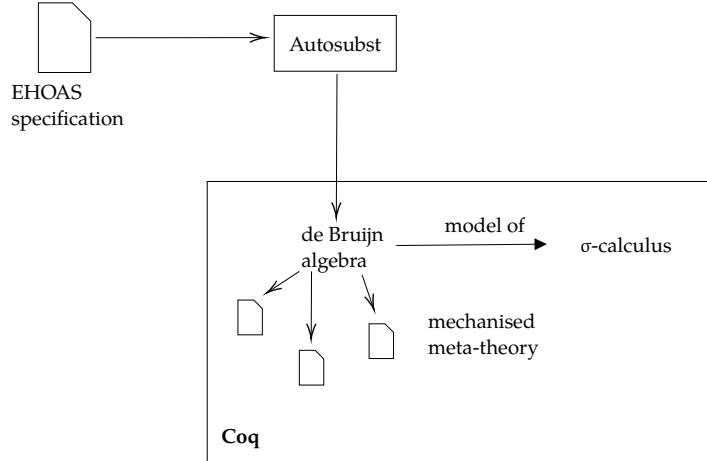 Autosubst
EHOAS
specification
de Bruijn
algebra
model of
σ-calculus
mechanised
meta-theory
Coq